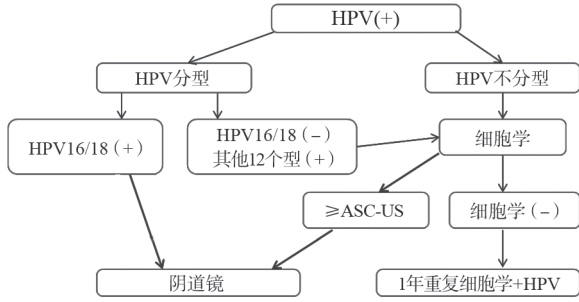 HPV(+)
HPV分型
HPV不分型
HPV16/18（+）
HPV16/18（−）
其他12个型（+）
细胞学
≥ASC-US
细胞学（−）
阴道镜
1年重复细胞学+HPV